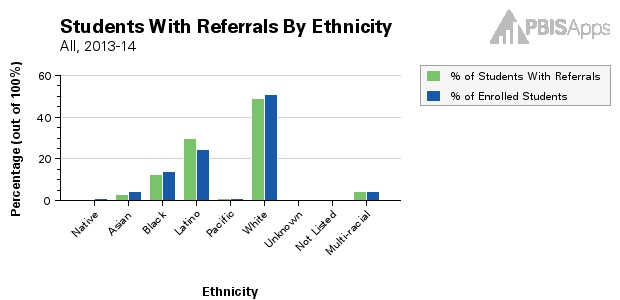 Students With Referrals By Ethnicity
All, 2013-14
PBISApps
% of Students With Referrals
% of Enrolled Students
Percentage (out of 100%)
60
40
20
0
Native
Asian
Black
Latino
Pacific
White
Unknown
Not Listed
Multi-racial
Ethnicity